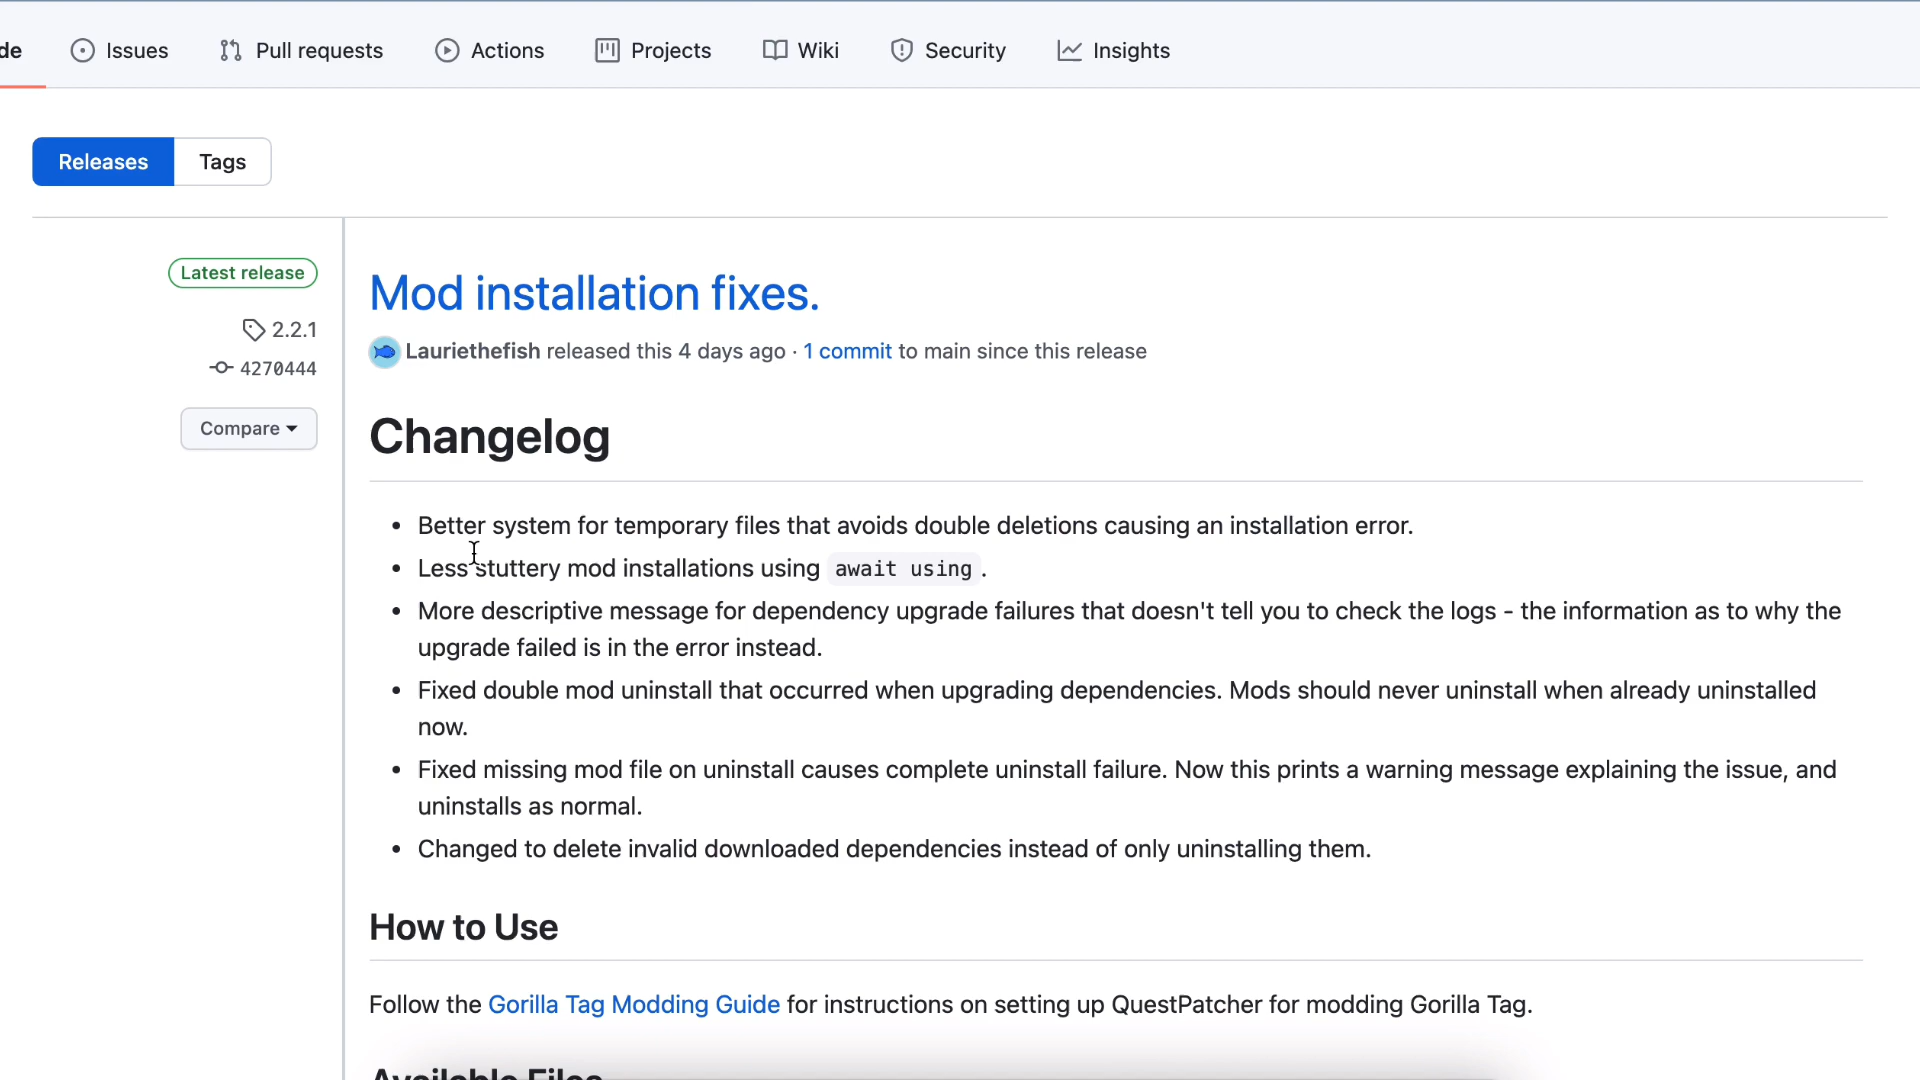 de Issues Pull requests Actions Projects Wiki Security Insights
Releases Tags
Latest release
2.2.1
4270444
Compare
Mod installation fixes.
Lauriethefish released this 4 days ago · 1 commit to main since this release
Changelog
• Better system for temporary files that avoids double deletions causing an installation error.
• Less stuttery mod installations using await using .
• More descriptive message for dependency upgrade failures that doesn't tell you to check the logs - the information as to why the
upgrade failed is in the error instead.
• Fixed double mod uninstall that occurred when upgrading dependencies. Mods should never uninstall when already uninstalled
now.
• Fixed missing mod file on uninstall causes complete uninstall failure. Now this prints a warning message explaining the issue, and
uninstalls as normal.
• Changed to delete invalid downloaded dependencies instead of only uninstalling them.
How to Use
Follow the Gorilla Tag Modding Guide for instructions on setting up QuestPatcher for modding Gorilla Tag.
Available Files